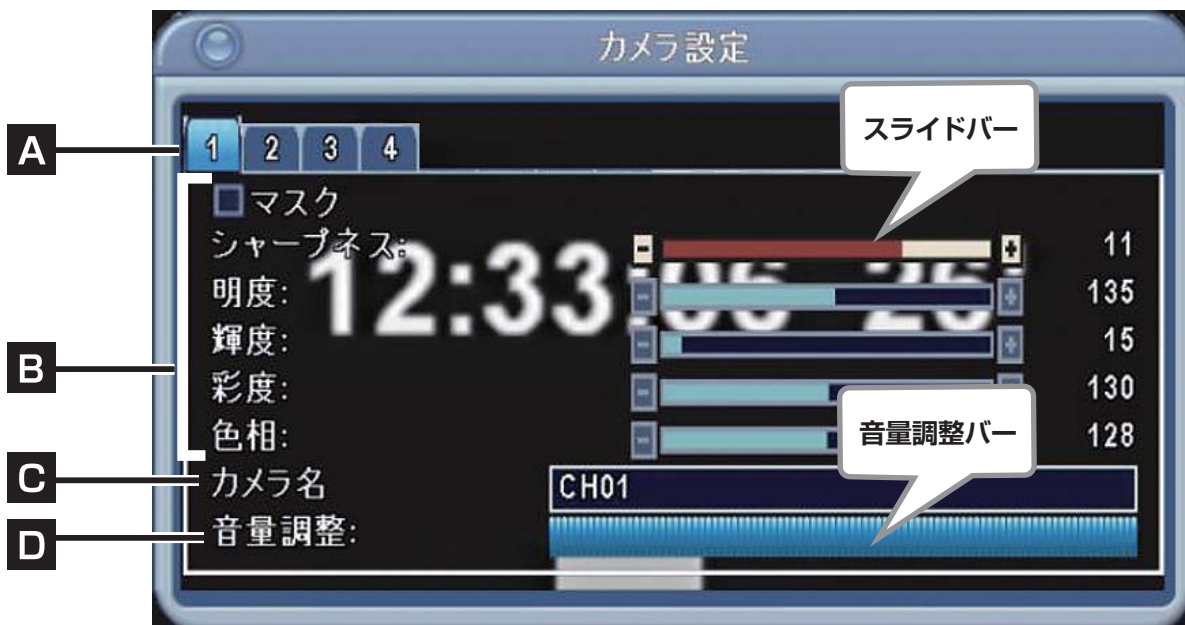 カメラ設定
スライドバー
A
1 2 3 4
マスク
シャープネス: - + 11
12:33:06 26:
明度: - + 135
輝度: - + 15
B
彩度: - 130
音量調整バー
色相: - 128
C
カメラ名 CH01
D
音量調整: